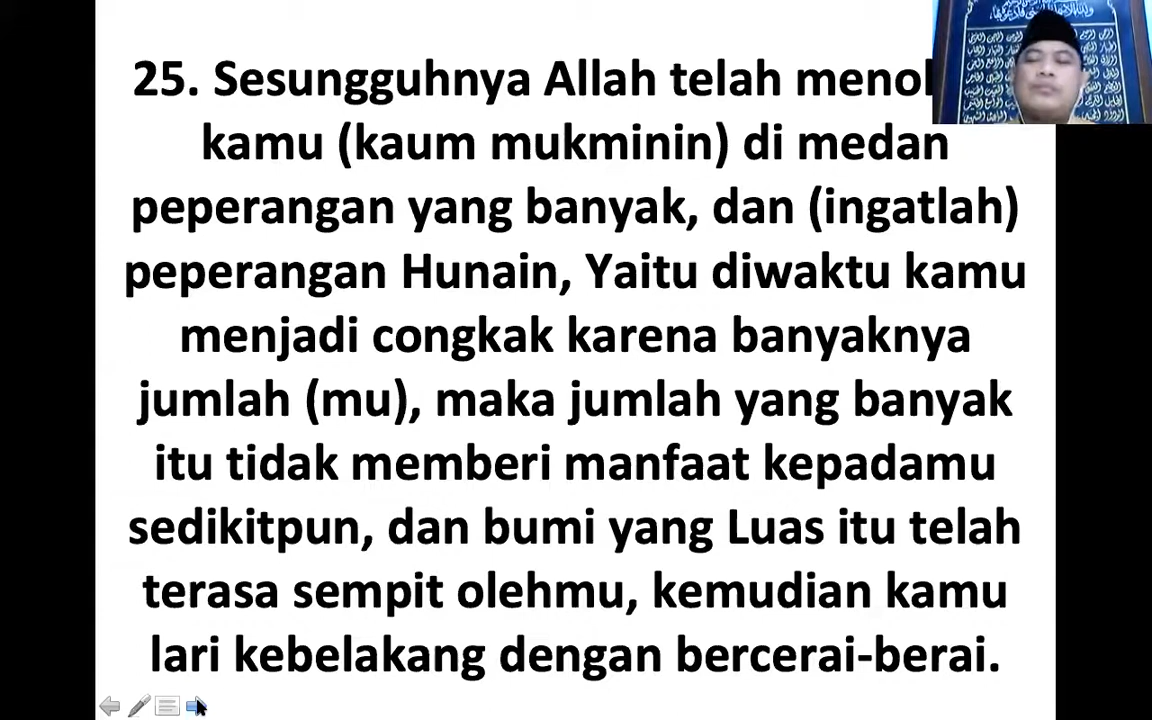 25. Sesungguhnya Allah telah
kamu (kaum mukminin) di medan
peperangan yang banyak, dan (ingatlah)
peperangan Hunain, Yaitu diwaktu kamu
menjadi congkak karena banyaknya
jumlah (mu), maka jumlah yang banyak
itu tidak memberi manfaat kepadamu
sedikitpun, dan bumi yang Luas itu telah
terasa sempit olehmu, kemudian kamu
lari kebelakang dengan bercerai-berai.